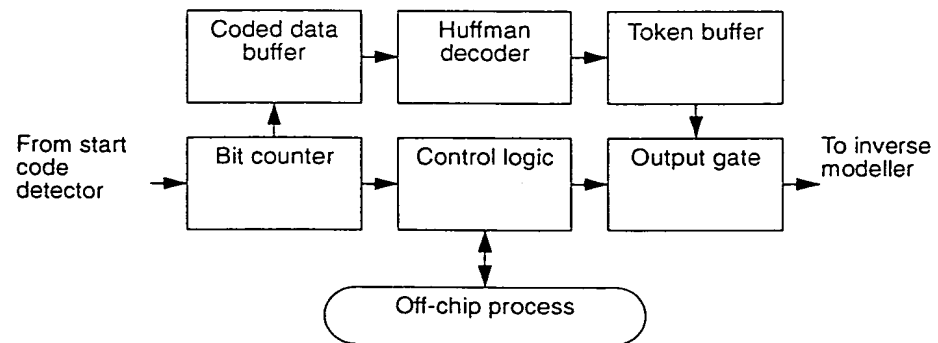 Coded data
buffer
Huffman
decoder
Token buffer
From start
code
detector
Bit counter
Control logic
Output gate
To inverse
modeller
Off-chip process